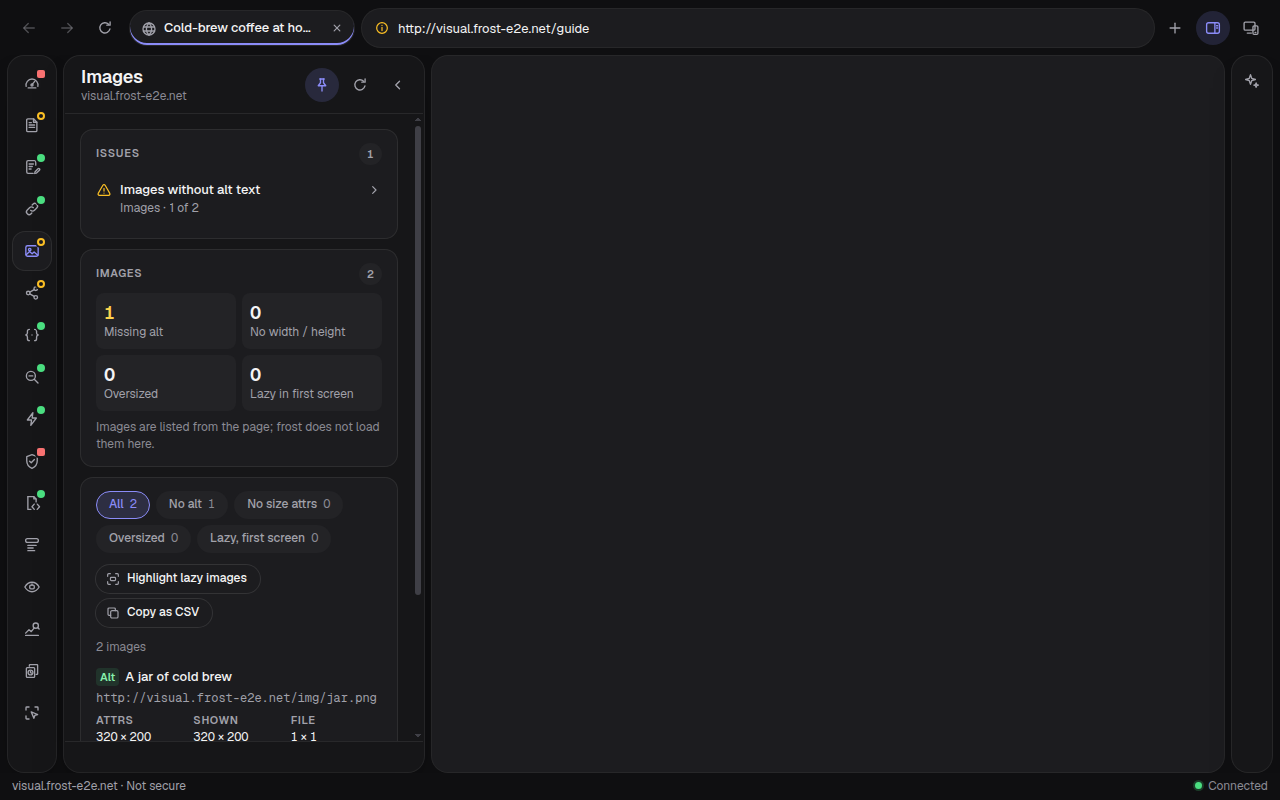 Cold-brew coffee at ho...
http://visual.frost-e2e.net/guide
Images
visual.frost-e2e.net
ISSUES 1
Images without alt text
Images · 1 of 2
IMAGES 2
1
Missing alt
0
No width / height
0
Oversized
0
Lazy in first screen
Images are listed from the page; frost does not load
them here.
All 2 No alt 1 No size attrs 0
Oversized 0 Lazy, first screen 0
Highlight lazy images
Copy as CSV
2 images
Alt A jar of cold brew
http://visual.frost-e2e.net/img/jar.png
ATTRS SHOWN FILE
320 × 200 320 × 200 1 × 1
visual.frost-e2e.net · Not secure
Connected